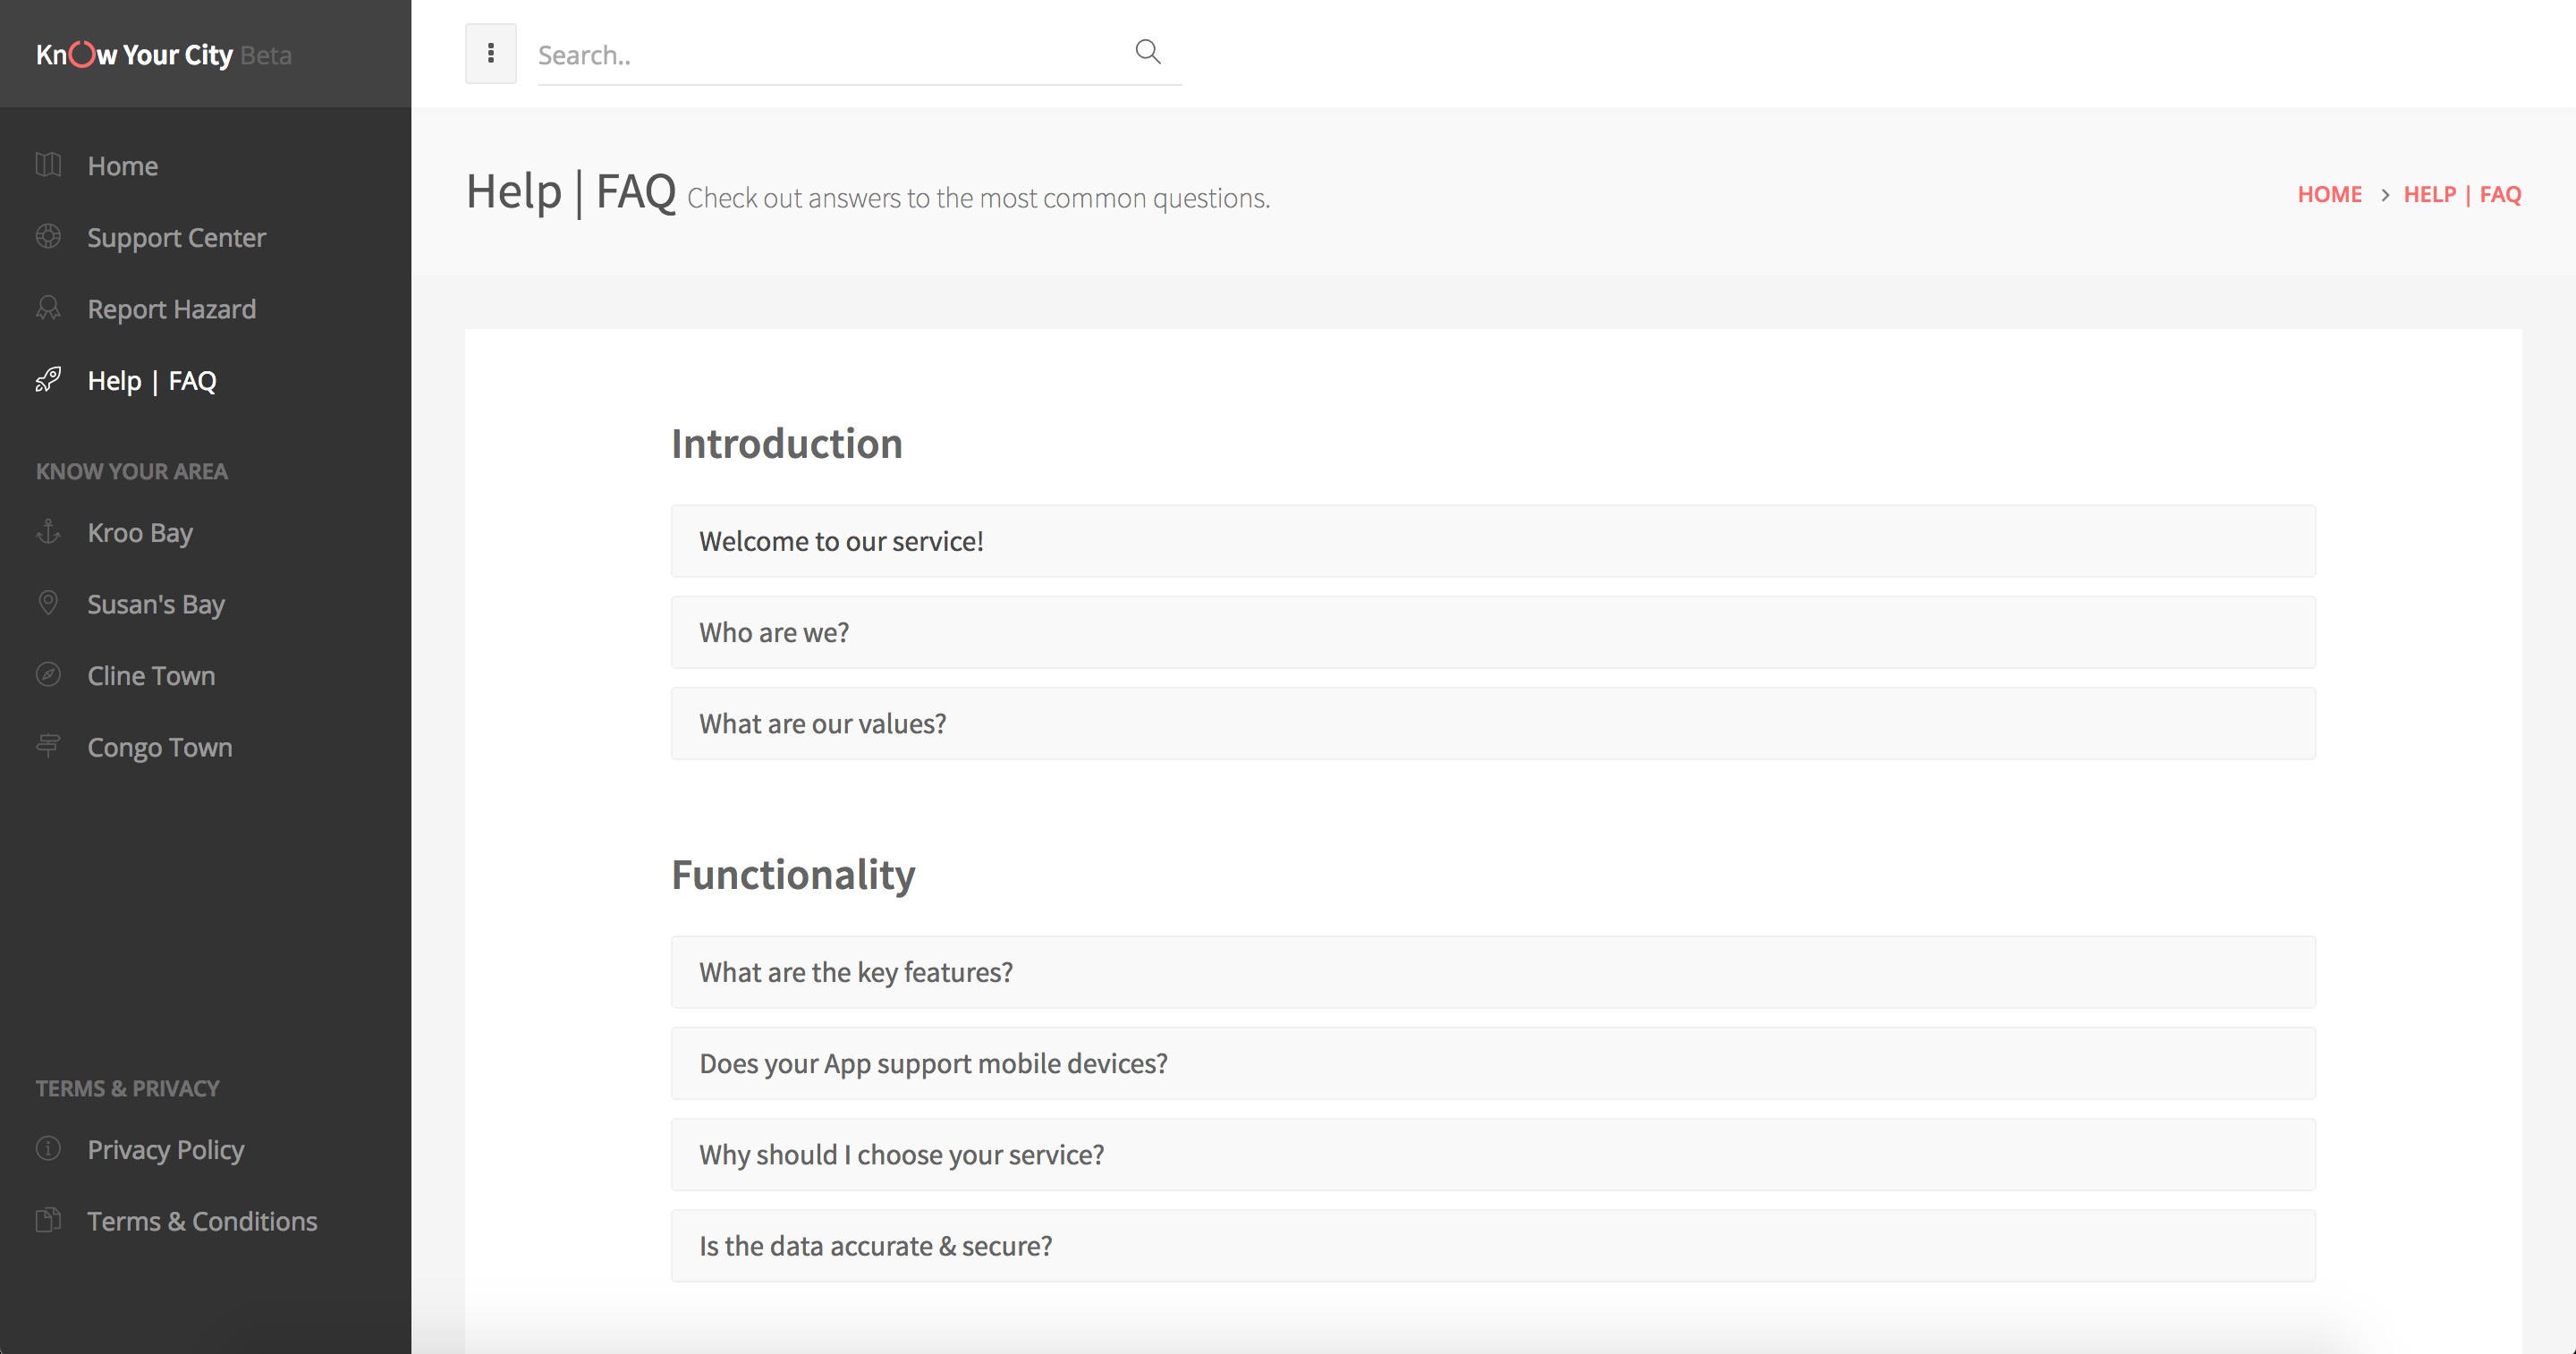 Know Your City Beta
Home
Support Center
Report Hazard
Help | FAQ
KNOW YOUR AREA
Kroo Bay
Susan's Bay
Cline Town
Congo Town
TERMS & PRIVACY
Privacy Policy
Terms & Conditions
Search..
Help | FAQ Check out answers to the most common questions.
HOME > HELP | FAQ
Introduction
Welcome to our service!
Who are we?
What are our values?
Functionality
What are the key features?
Does your App support mobile devices?
Why should I choose your service?
Is the data accurate & secure?